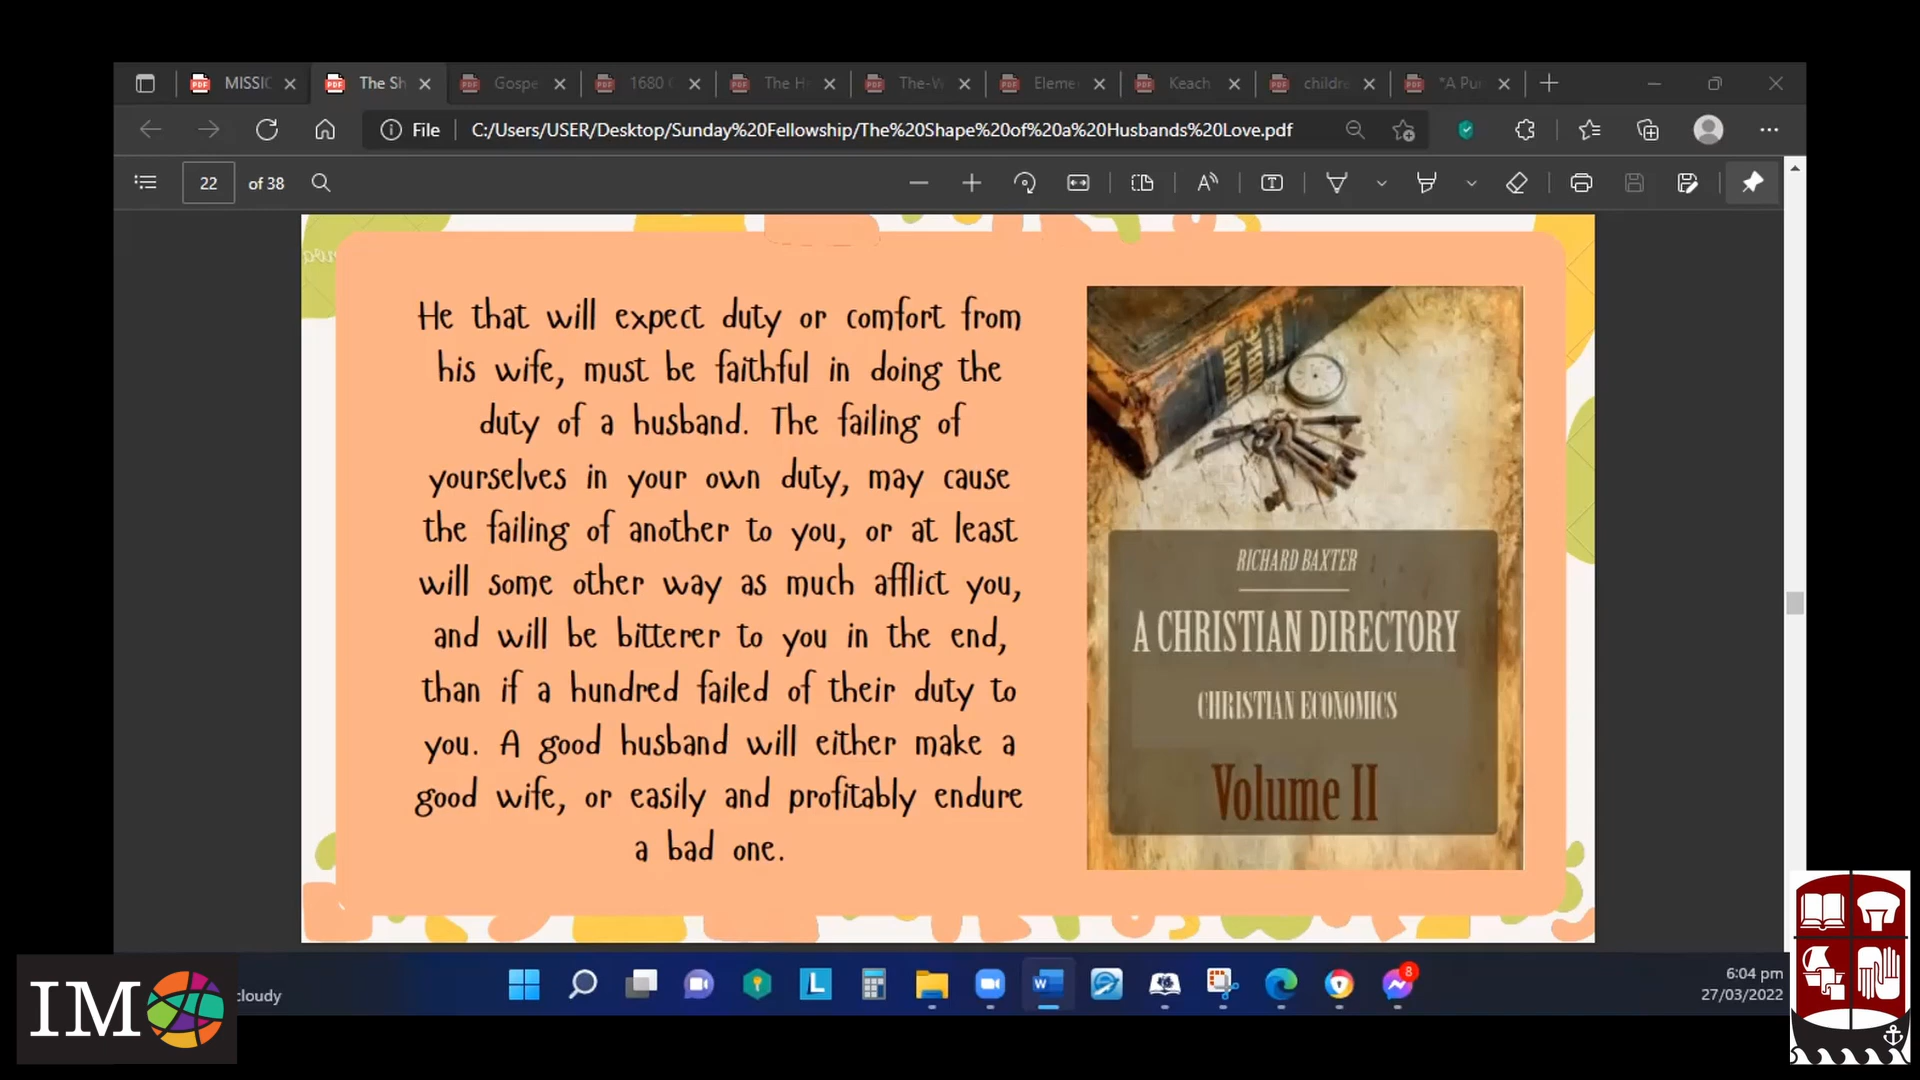 MISSIC
The Sh
Gospe
1680
The H
The-W
Eleme
Keach
childre
"A Pu
File
C:/Users/USER/Desktop/Sunday%20Fellowship/The%20Shape%20of%20a%20Husbands%20Love.pdf
22
of 38
He that will expect duty or comfort from
his wife, must be faithful in doing the
duty of a husband. The failing of
yourselves in your own duty, may cause
the failing of another to you, or at least
will some other way as much afflict you,
and will be bitterer to you in the end,
than if a hundred failed of their duty to
you. A good husband will either make a
good wife, or easily and profitably endure
a bad one.
HOLY
BIBLE
RICHARD BAXTER
A CHRISTIAN DIRECTORY
CHRISTIAN ECONOMICS
Volume II
IM
cloudy
L
W
8
6:04 pm
27/03/2022